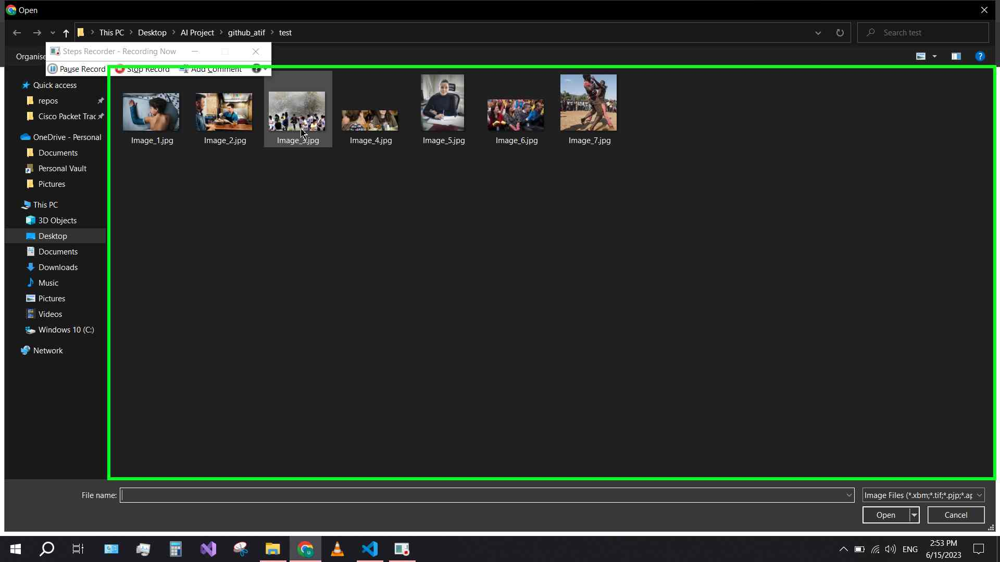 Open
This PC > Desktop > AI Project > github_atif > test
Search test
Organise
Steps Recorder - Recording Now
Pause Record
Stop Record
Add Comment
Quick access
repos
Cisco Packet Trac
OneDrive - Personal
Documents
Personal Vault
Pictures
This PC
3D Objects
Desktop
Documents
Downloads
Music
Pictures
Videos
Windows 10 (C:)
Network
Image_1.jpg
Image_2.jpg
Image_3.jpg
Image_4.jpg
Image_5.jpg
Image_6.jpg
Image_7.jpg
File name:
Image Files (*.xbm;*.tif;*.pjp;*.ap
Open
Cancel
ENG
2:53 PM
6/15/2023